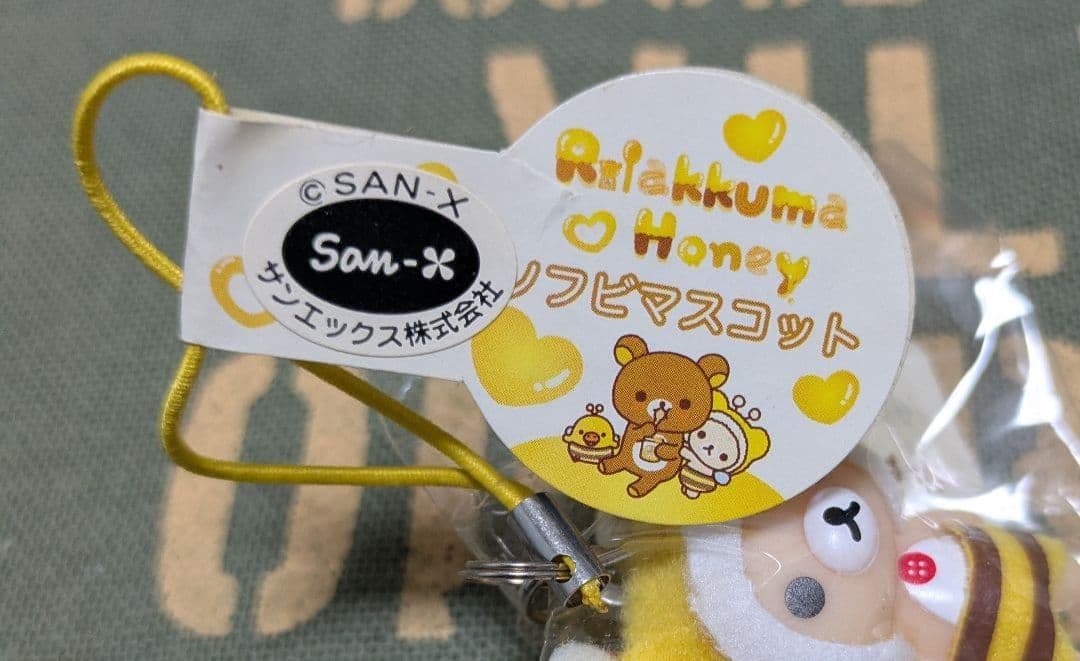 ©SAN-X
San-X
サンエックス株式会社
Rilakkuma
Honey
ソフビマスコット